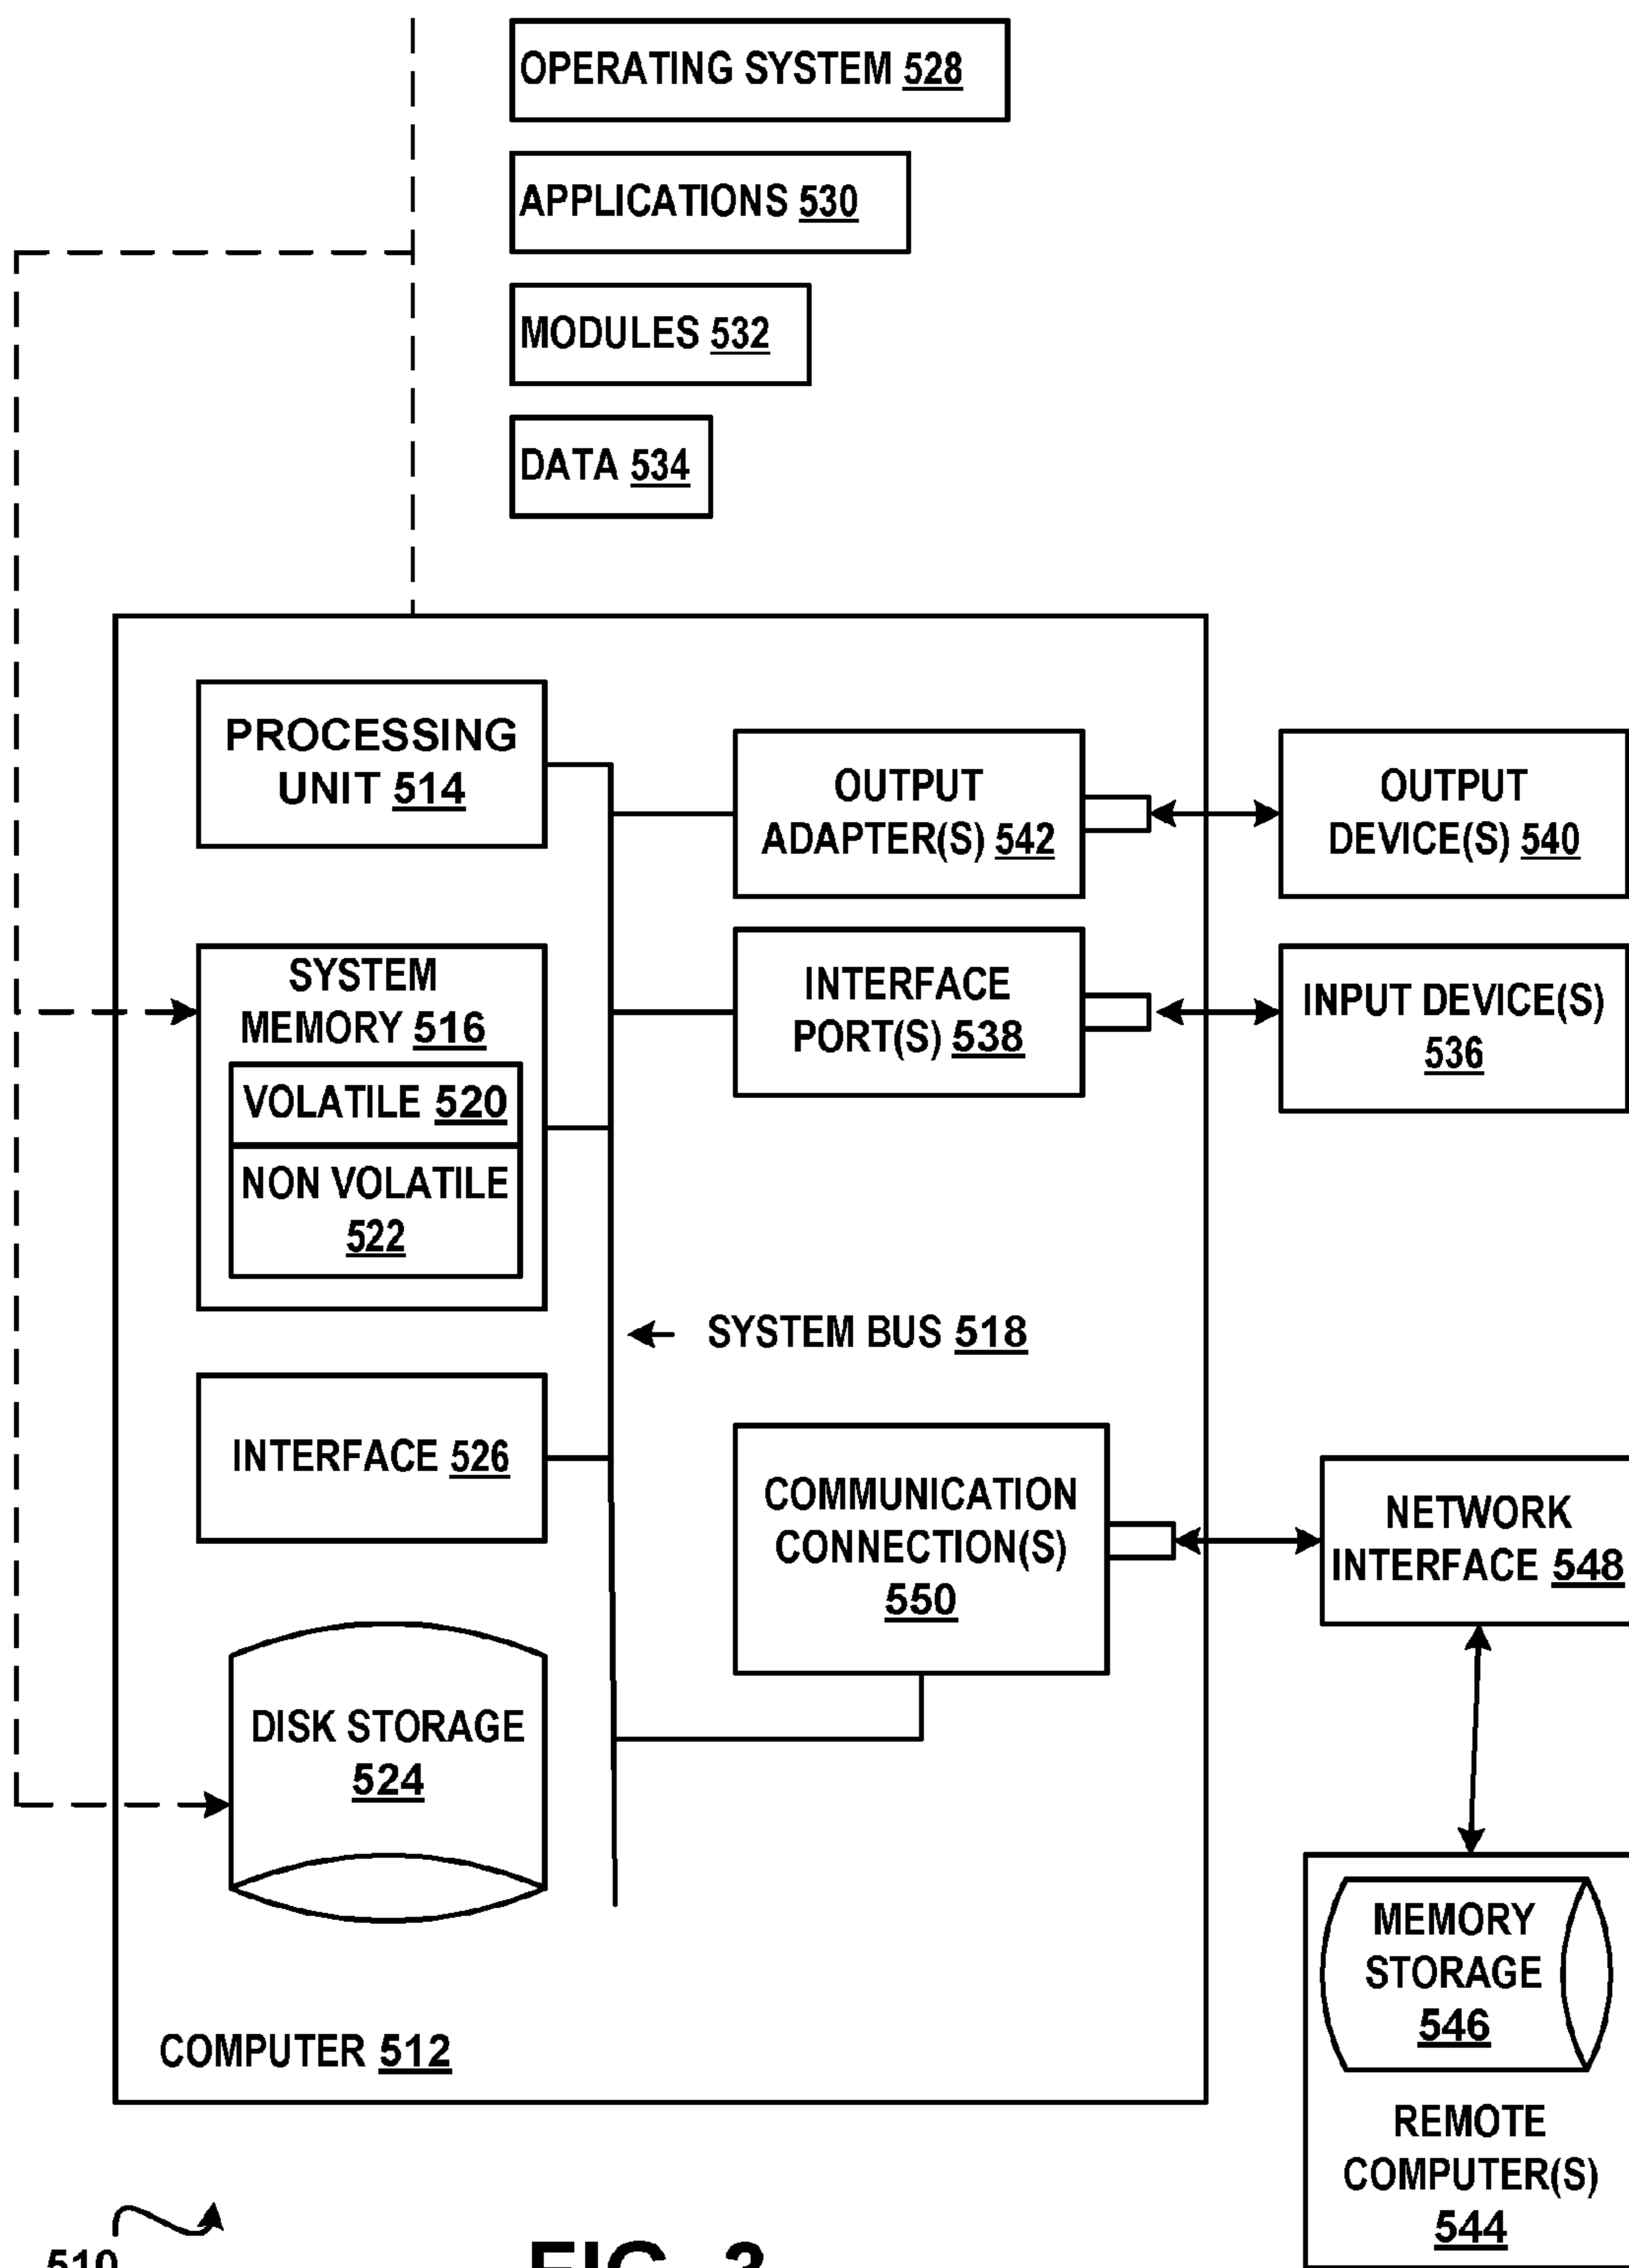 OPERATING SYSTEM 528
APPLICATIONS 530
MODULES 532
DATA 534
PROCESSING
UNIT 514
OUTPUT
ADAPTER(S) 542
OUTPUT
DEVICE(S) 540
SYSTEM
MEMORY 516
VOLATILE 520
NON VOLATILE
522
INTERFACE
PORT(S) 538
INPUT DEVICE(S)
536
SYSTEM BUS 518
INTERFACE 526
COMMUNICATION
CONNECTION(S)
550
NETWORK
INTERFACE 548
DISK STORAGE
524
MEMORY
STORAGE
546
REMOTE
COMPUTER(S)
544
COMPUTER 512
510
FIG. 3